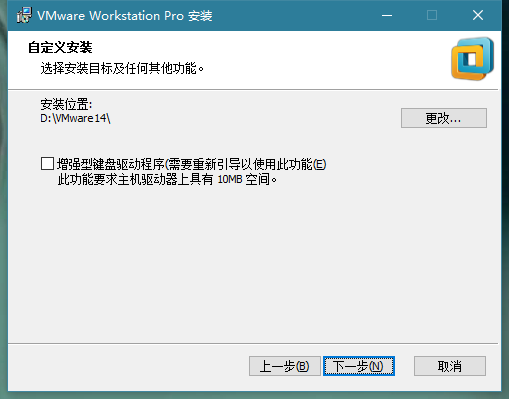 VMware Workstation Pro 安装
自定义安装
选择安装目标及任何其他功能。
安装位置:
D:\VMware14\
更改...
增强型键盘驱动程序(需要重新引导以使用此功能(E)
此功能要求主机驱动器上具有 10MB 空间。
上一步(B)
下一步(N)
取消